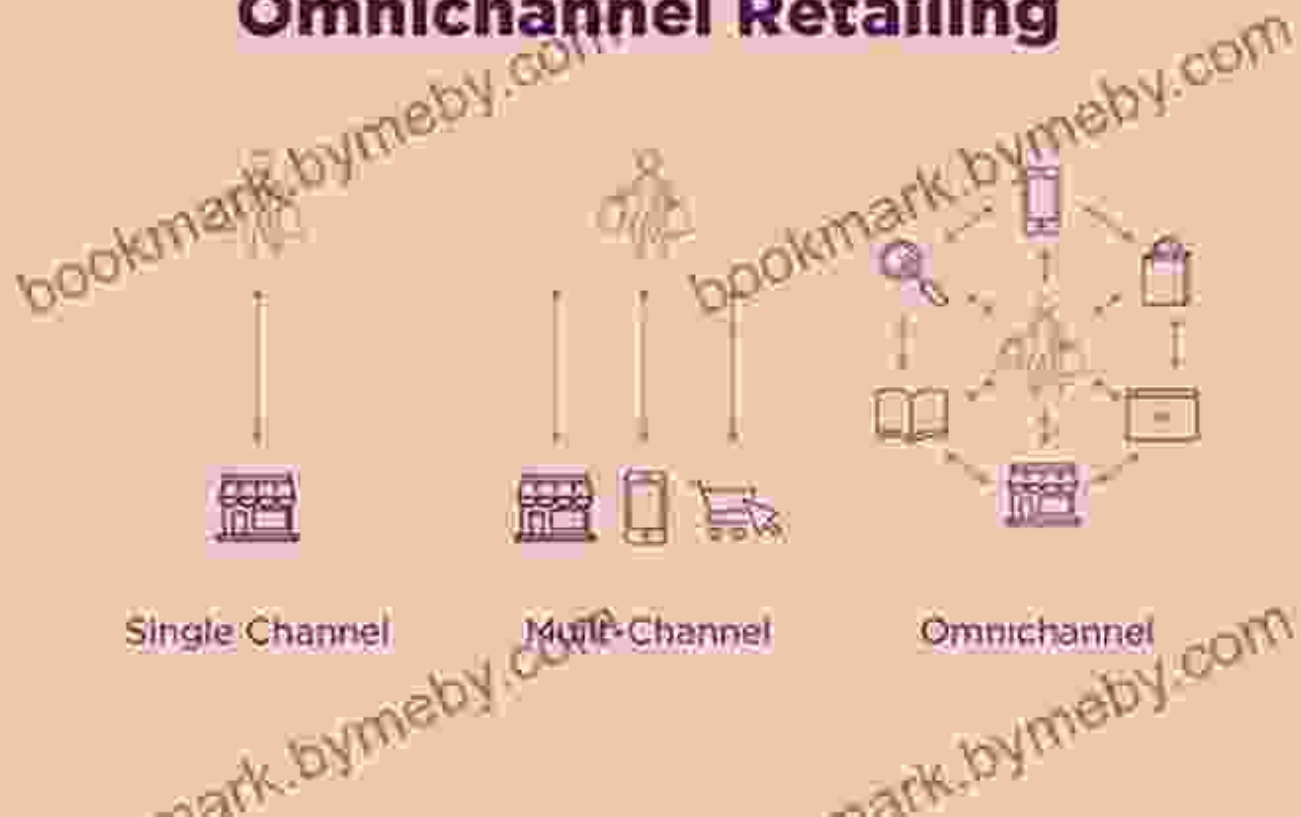 Omnichannel Retailing
bookmark.bymeby.com
bookmark.bymeby.com
Single Channel
Multi-Channel
Omnichannel
mark.bymeby.com
mark.bymeby.com